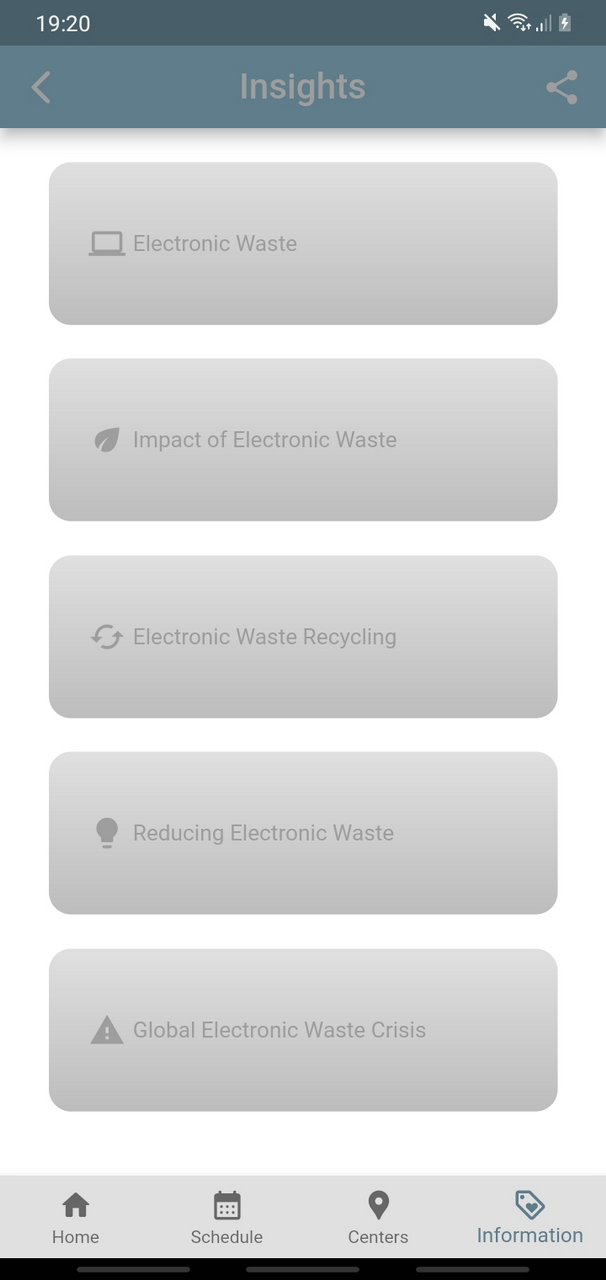 19:20
Insights
Electronic Waste
Impact of Electronic Waste
Electronic Waste Recycling
Reducing Electronic Waste
Global Electronic Waste Crisis
Home Schedule Centers Information